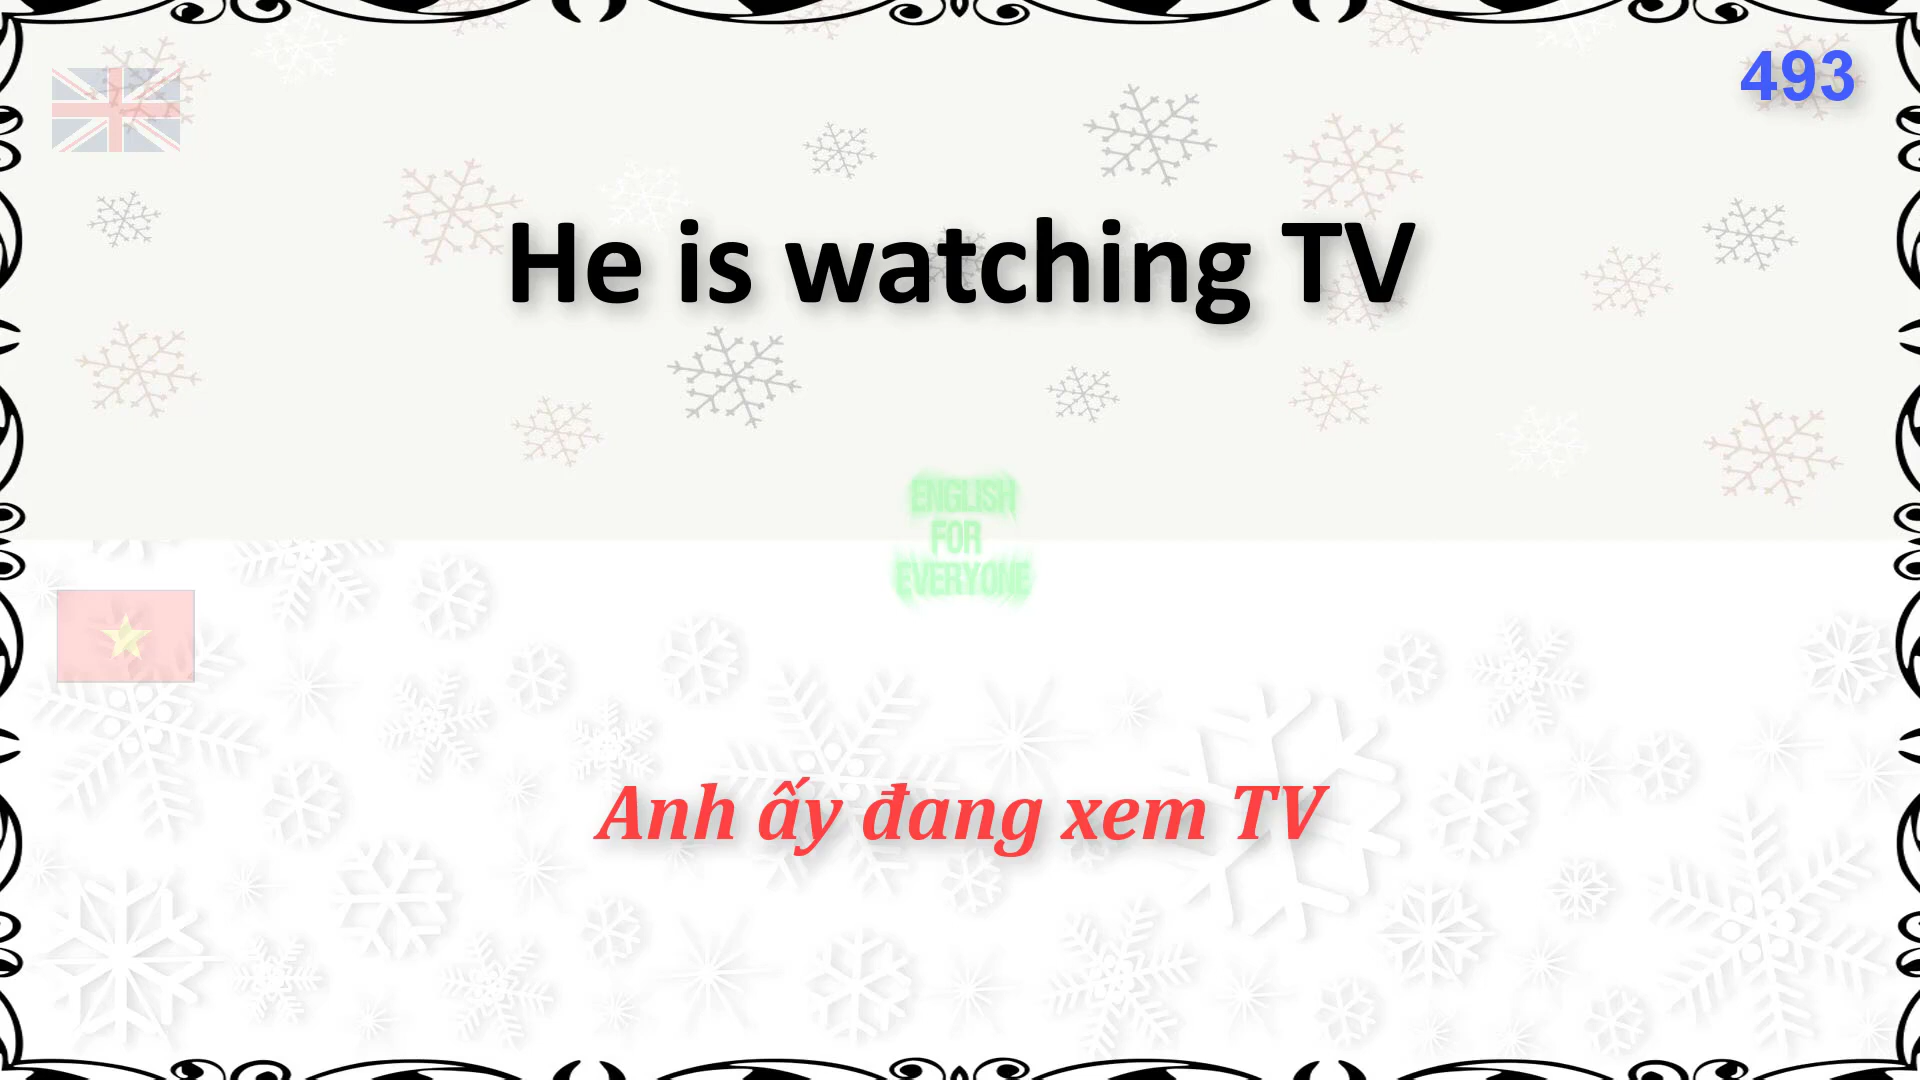 493
He is watching TV
ENGLISH
FOR
EVERYONE
Anh ấy đang xem TV